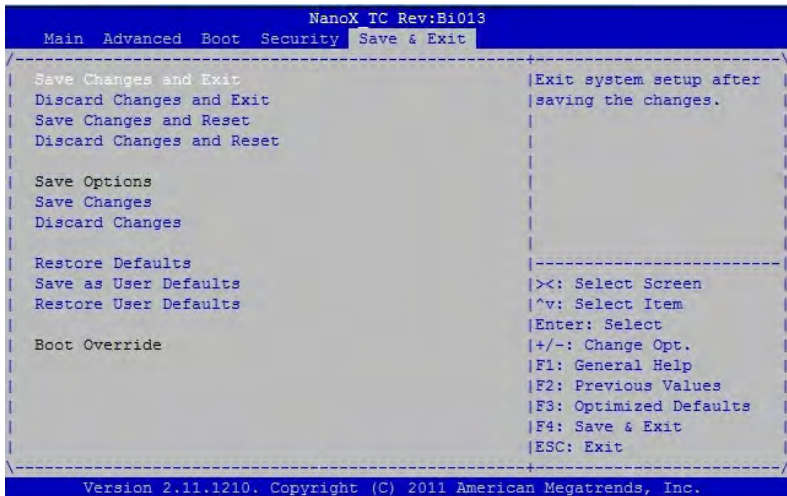 NanoX TC Rev:Bi013
Main Advanced Boot Security Save & Exit
Save Changes and Exit
Discard Changes and Exit
Save Changes and Reset
Discard Changes and Reset
Save Options
Save Changes
Discard Changes
Restore Defaults
Save as User Defaults
Restore User Defaults
Boot Override
Exit system setup after
saving the changes.
><: Select Screen
^v: Select Item
Enter: Select
+/-: Change Opt.
F1: General Help
F2: Previous Values
F3: Optimized Defaults
F4: Save & Exit
ESC: Exit
Version 2.11.1210. Copyright (C) 2011 American Megatrends, Inc.